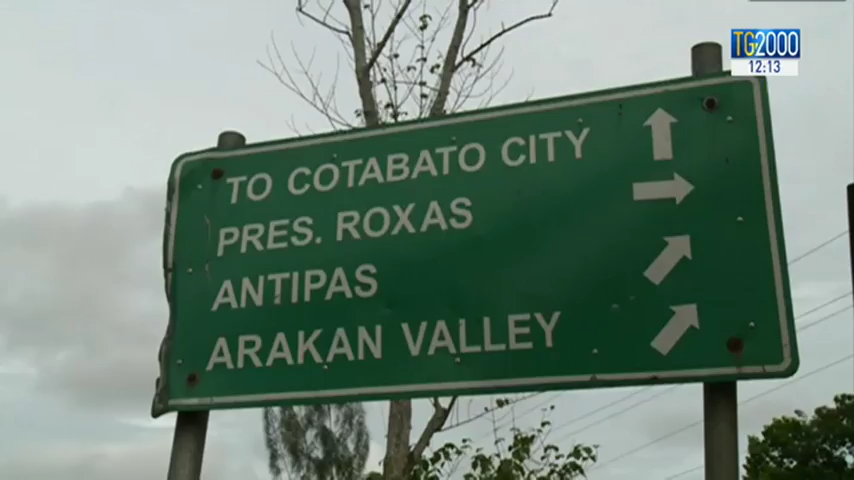 TG2000
12:13
TO COTABATO CITY
PRES. ROXAS
ANTIPAS
ARAKAN VALLEY